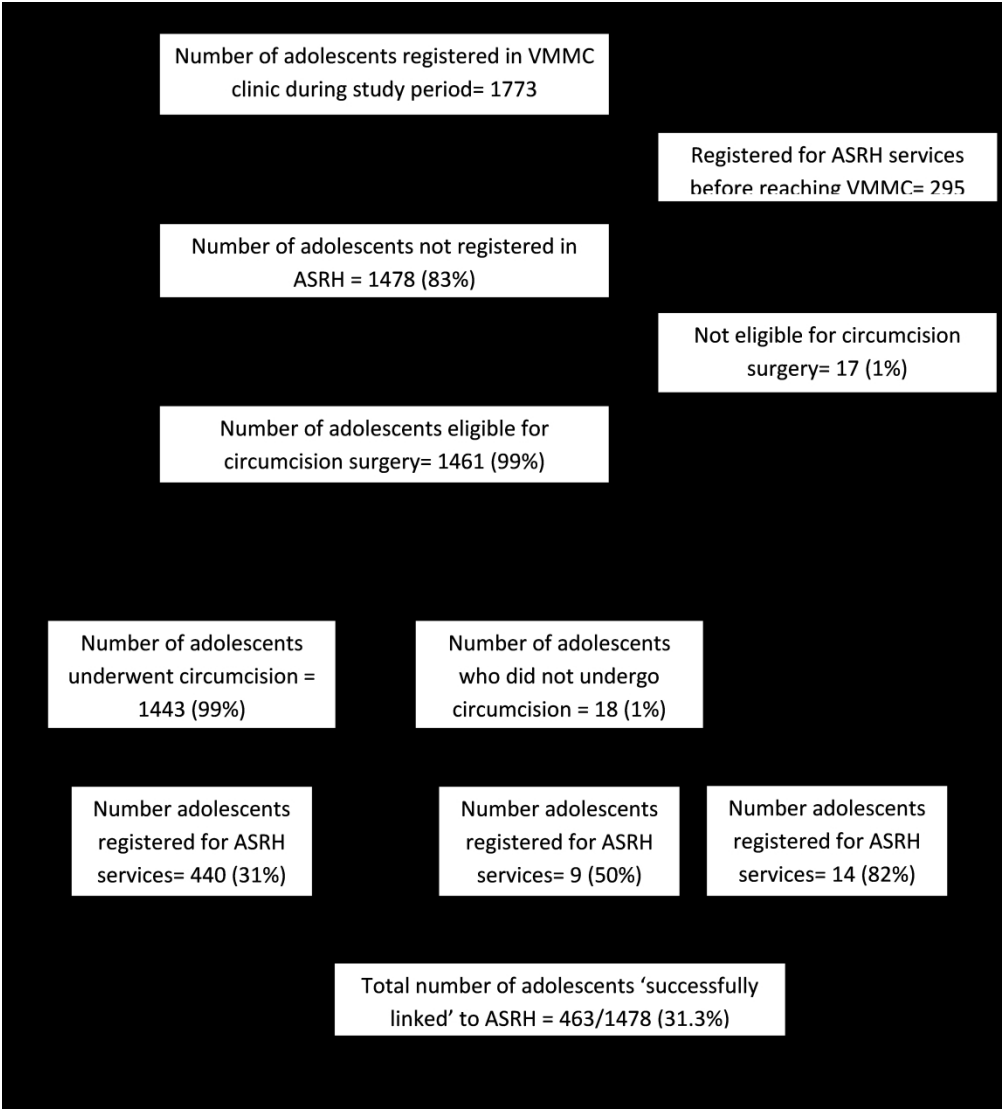 Number of adolescents registered in VMMC
clinic during study period= 1773
Registered for ASRH services
before reaching VMMC= 295
Number of adolescents not registered in
ASRH = 1478 (83%)
Not eligible for circumcision
surgery= 17 (1%)
Number of adolescents eligible for
circumcision surgery= 1461 (99%)
Number of adolescents
underwent circumcision =
1443 (99%)
Number of adolescents
who did not undergo
circumcision = 18 (1%)
Number adolescents
registered for ASRH
services= 440 (31%)
Number adolescents
registered for ASRH
services= 9 (50%)
Number adolescents
registered for ASRH
services= 14 (82%)
Total number of adolescents ‘successfully
linked’ to ASRH = 463/1478 (31.3%)